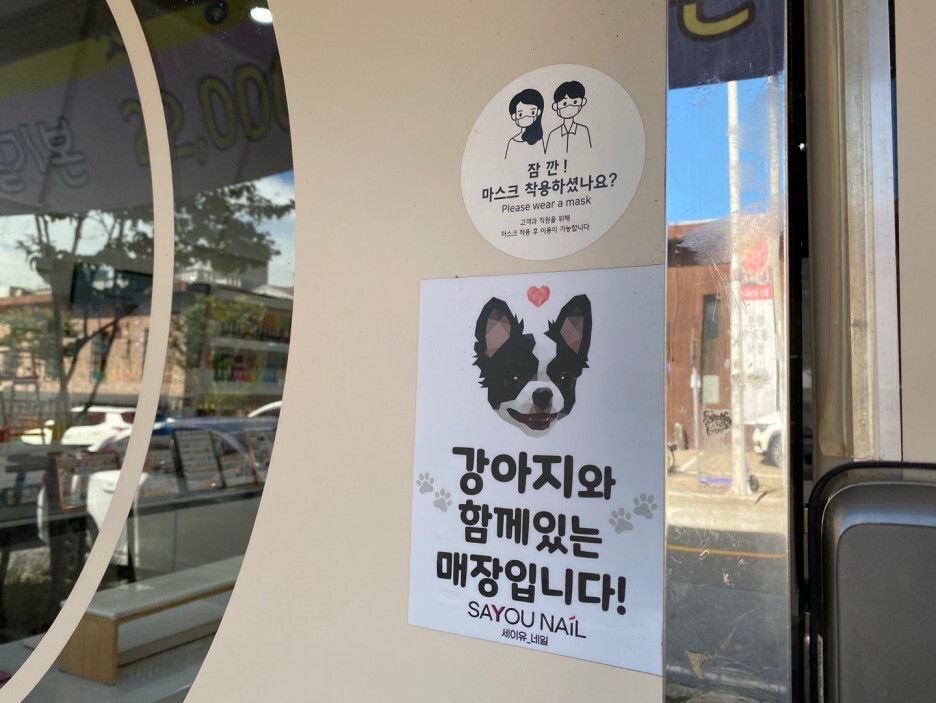 잠 깐 !
마스크 착용하셨나요?
Please wear a mask
고객과 직원을 위해
마스크 착용 후 이용이 가능합니다.
강아지와
함께있는
매장입니다!
SAYOU NAiL
세이유_네일